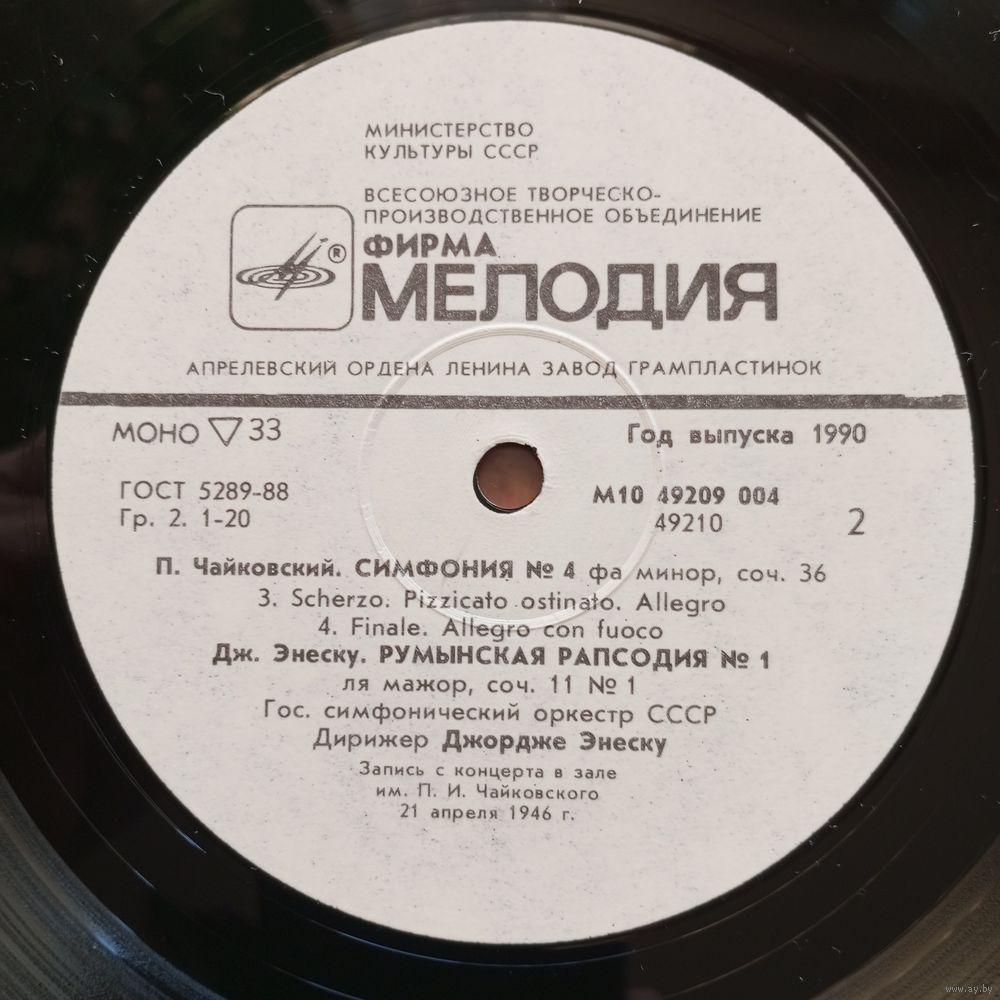 МИНИСТЕРСТВО
КУЛЬТУРЫ СССР
ВСЕСОЮЗНОЕ ТВОРЧЕСКО-
ПРОИЗВОДСТВЕННОЕ ОБЪЕДИНЕНИЕ
ФИРМА
® МЕЛОДИЯ
АПРЕЛЕВСКИЙ ОРДЕНА ЛЕНИНА ЗАВОД ГРАМПЛАСТИНОК
МОНО ▽ 33 Год выпуска 1990
ГОСТ 5289-88 М10 49209 004
Гр. 2. 1-20 49210 2
П. Чайковский. СИМФОНИЯ № 4 фа минор, соч. 36
3. Scherzo. Pizzicato ostinato. Allegro
4. Finale. Allegro con fuoco
Дж. Энеску. РУМЫНСКАЯ РАПСОДИЯ № 1
ля мажор, соч. 11 № 1
Гос. симфонический оркестр СССР
Дирижер Джордже Энеску
Запись с концерта в зале
им. П. И. Чайковского
21 апреля 1946 г.
www.ay.by